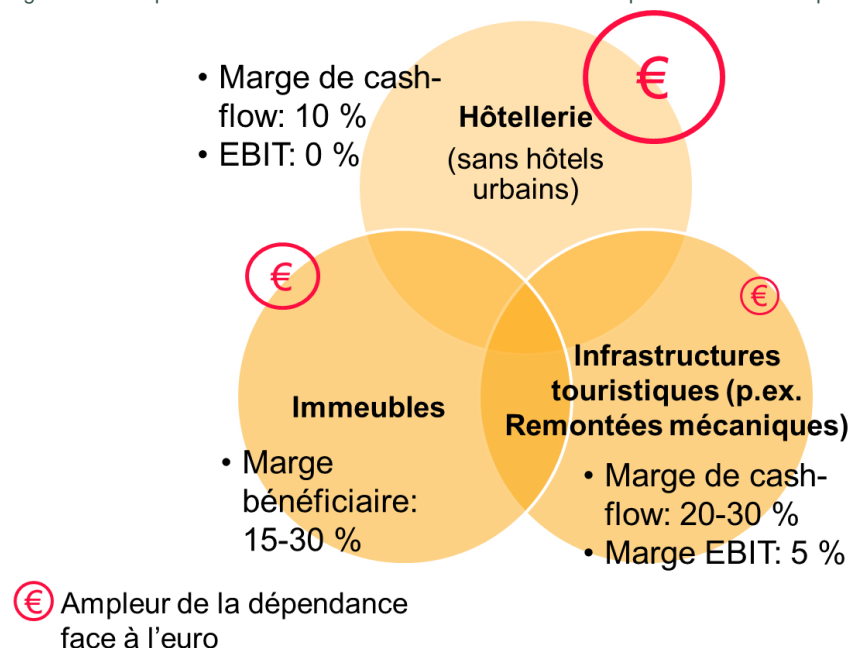 €
• Marge de cash-
flow: 10 %
• EBIT: 0 %
Hôtellerie
(sans hôtels
urbains)
€
€
Immeubles
• Marge
bénéficiaire:
15-30 %
Infrastructures
touristiques (p.ex.
Remontées mécaniques)
• Marge de cash-
flow: 20-30 %
• Marge EBIT: 5 %
€ Ampleur de la dépendance
face à l’euro